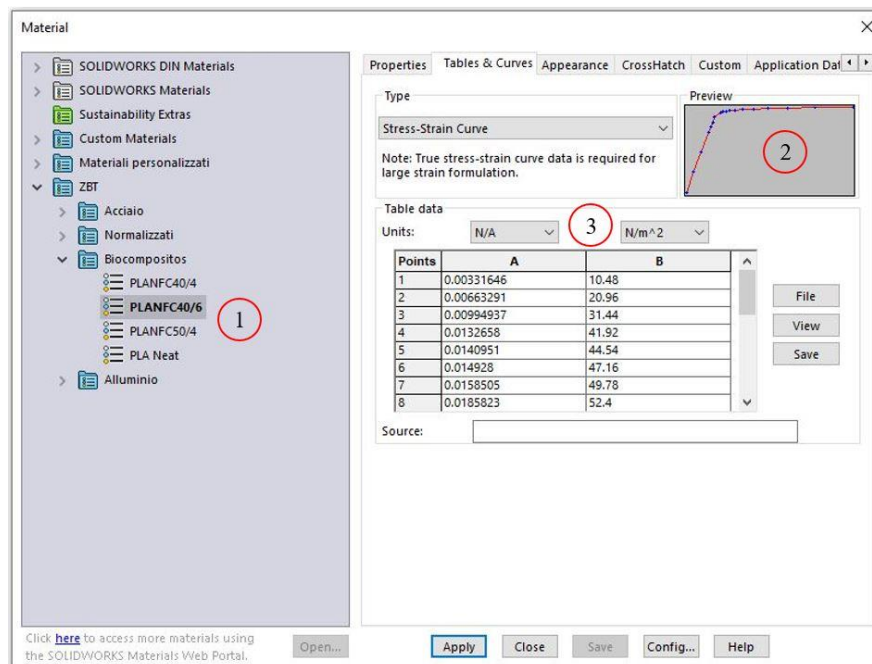 Material
SOLIDWORKS DIN Materials
SOLIDWORKS Materials
Sustainability Extras
Custom Materials
Materiali personalizzati
ZBT
Acciaio
Normalizzati
Biocompositos
PLANFC40/4
PLANFC40/6
1
PLANFC50/4
PLA Neat
Alluminio
Click here to access more materials using
the SOLIDWORKS Materials Web Portal.
Open...
Properties Tables & Curves Appearance CrossHatch Custom Application Dat
Type
Stress-Strain Curve
Note: True stress-strain curve data is required for
large strain formulation.
Preview
2
Table data
Units: N/A 3 N/m^2
Points A B
1 0.00331646 10.48
2 0.00663291 20.96
3 0.00994937 31.44
4 0.0132658 41.92
5 0.0140951 44.54
6 0.014928 47.16
7 0.0158505 49.78
8 0.0185823 52.4
File
View
Save
Source:
Apply Close Save Config... Help